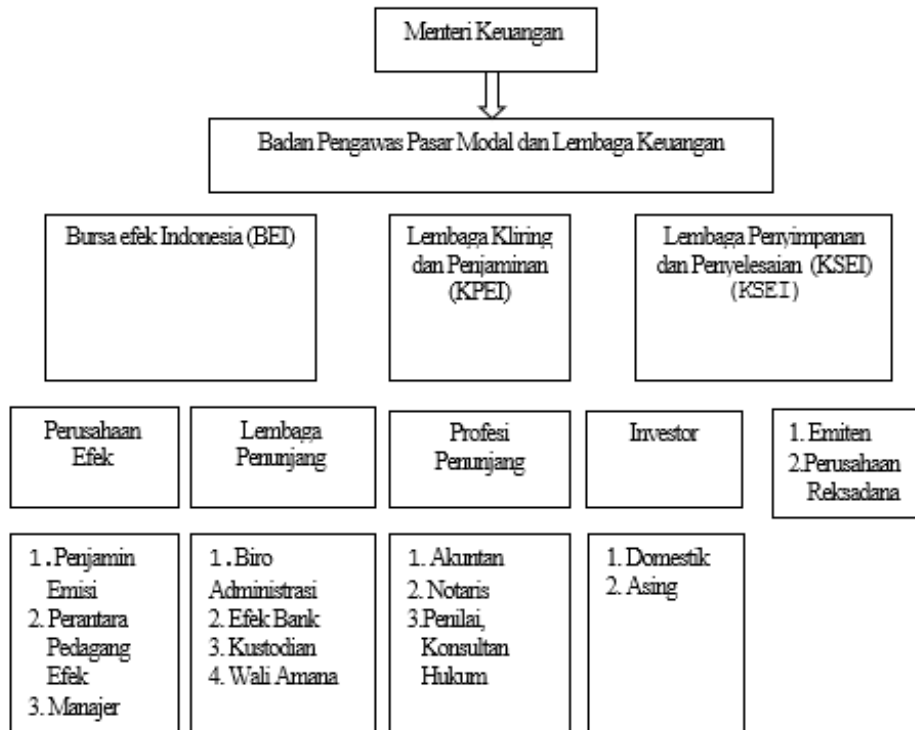 Menteri Keuangan
Badan Pengawas Pasar Modal dan Lembaga Keuangan
Bursa efek Indonesia (BEI)
Lembaga Kliring
dan Penjaminan
(KPEI)
Lembaga Penyimpanan
dan Penyelesaian (KSEI)
(KSEI)
Perusahaan
Efek
Lembaga
Penunjang
Profesi
Penunjang
Investor
1. Emiten
2.Perusahaan
Reksadana
1.Penjamin
Emisi
2. Perantara
Pedagang
Efek
3. Manajer
1.Biro
Administrasi
2. Efek Bank
3. Kustodian
4. Wali Amana
1. Akuntan
2. Notaris
3.Penilai,
Konsultan
Hukum
1. Domestik
2. Asing